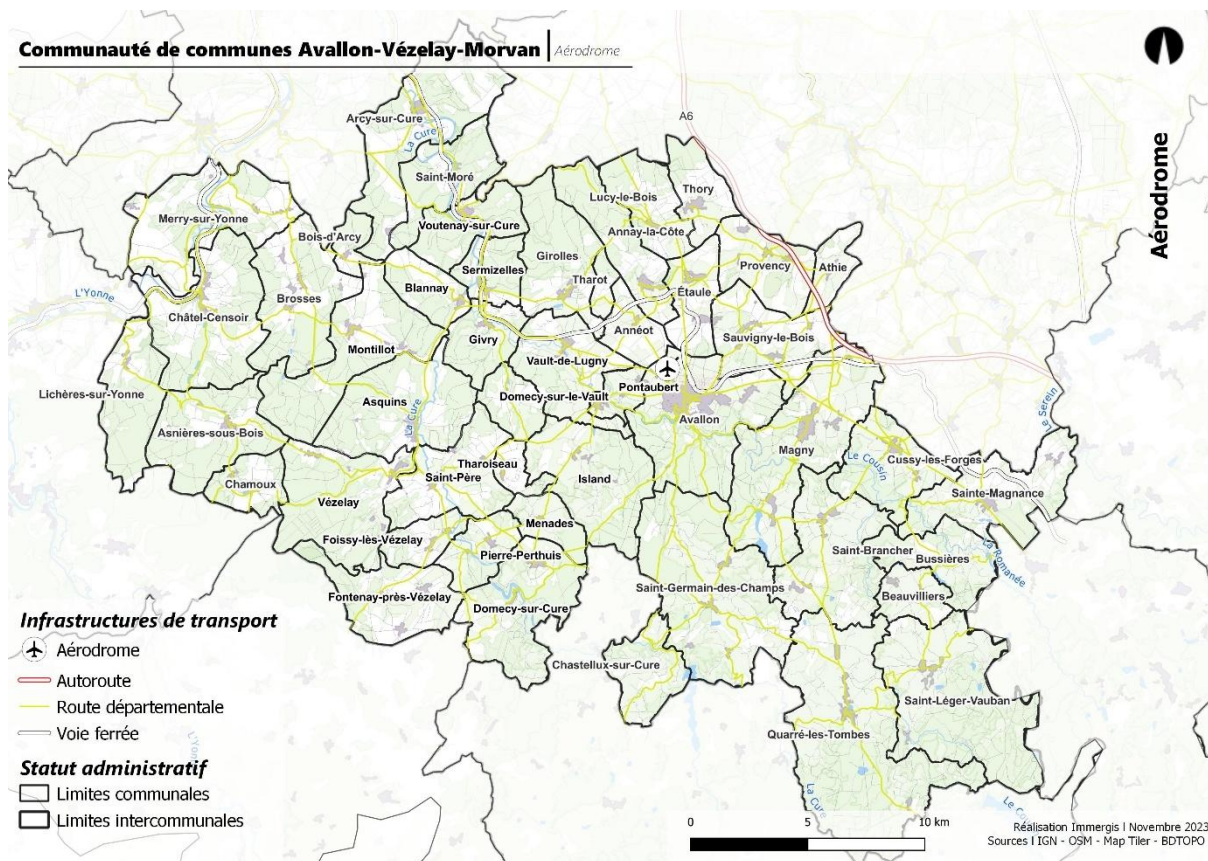 Communauté de communes Avallon-Vézelay-Morvan | Aérodrome
Aérodrome
A6
Arcy-sur-Cure
La Cure
Saint-Moré
Lucy-le-Bois
Thory
Merry-sur-Yonne
Voutenay-sur-Cure
Annay-la-Côte
Bois-d'Arcy
Girolles
Provency
Athie
Sermizelles
Tharot
L'Yonne
Brosses
Blannay
Étaule
Châtel-Censoir
Annéot
Sauvigny-le-Bois
Montillot
Givry
Vault-de-Lugny
Pontaubert
Lichères-sur-Yonne
Asquins
Domecy-sur-le-Vault
Le Serein
Avallon
La Cure
Asnières-sous-Bois
Magny
Le Cousin
Cussy-les-Forges
Tharoiseau
Chamoux
Saint-Père
Island
Sainte-Magnance
Vézelay
Menades
Foissy-lès-Vézelay
Pierre-Perthuis
Saint-Brancher
La Romanée
Bussières
Saint-Germain-des-Champs
Fontenay-près-Vézelay
Beauvilliers
Domecy-sur-Cure
Chastellux-sur-Cure
Saint-Léger-Vauban
Quarré-les-Tombes
La Cure
Infrastructures de transport
Aérodrome
Autoroute
Route départementale
Voie ferrée
Statut administratif
Limites communales
Limites intercommunales
0 5 10 km
Réalisation Immergis I Novembre 2023
Sources I IGN - OSM - Map Tiler - BDTOPO